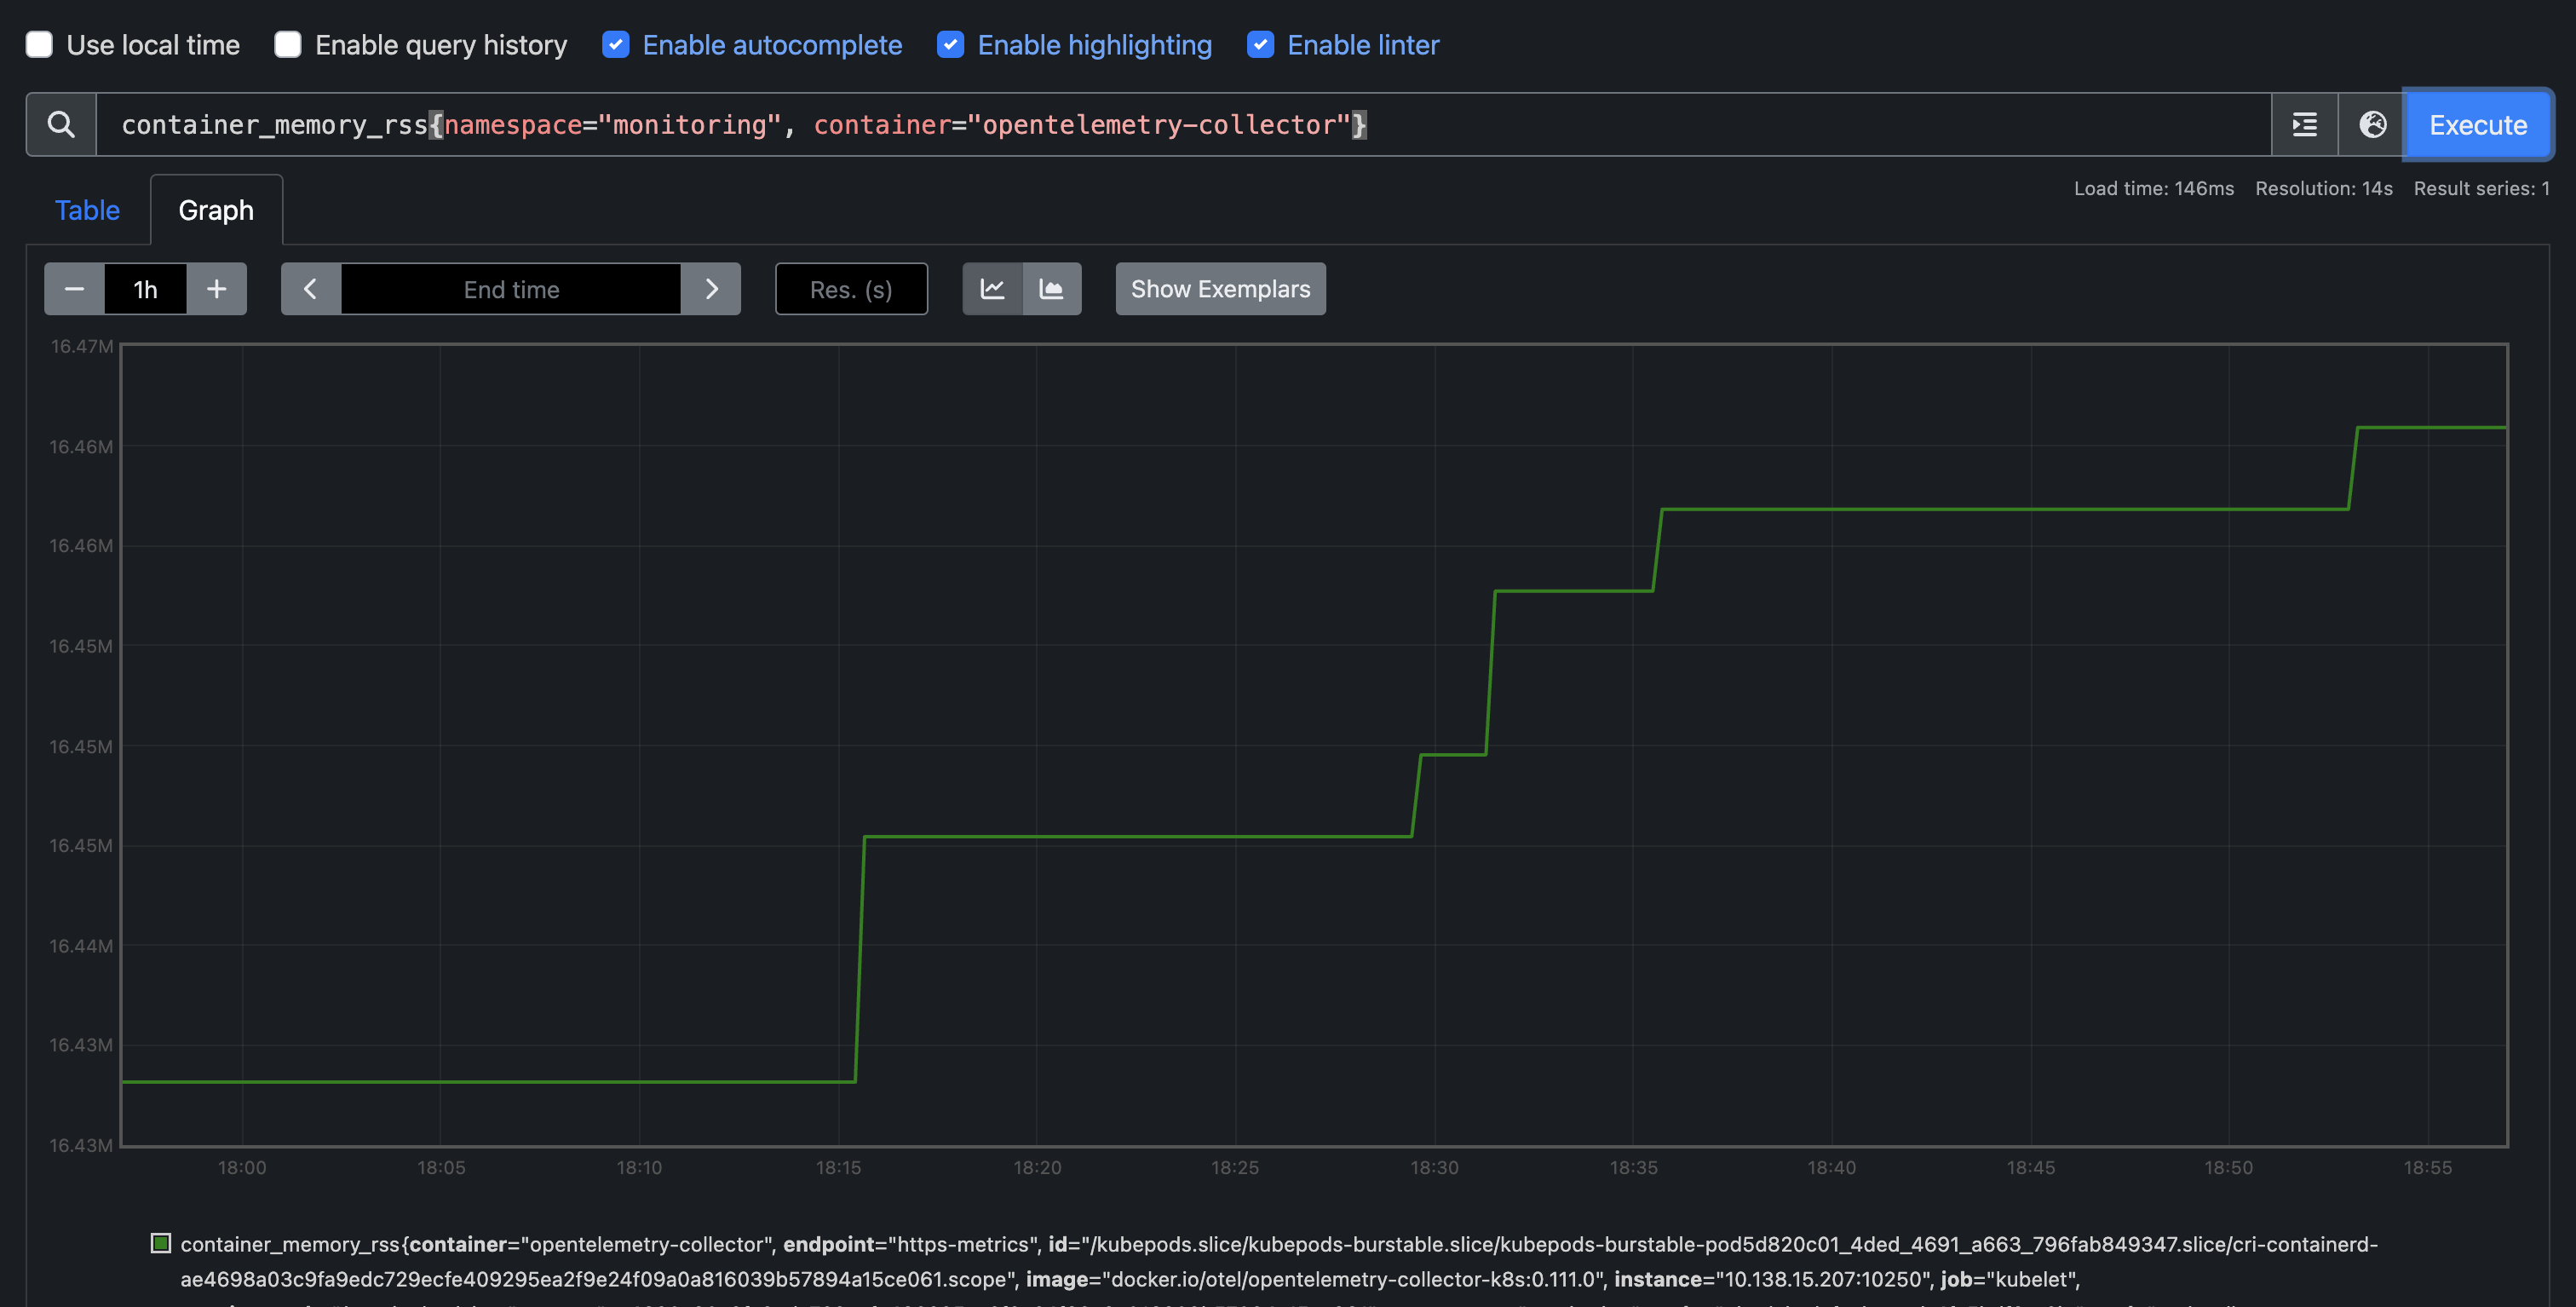 Use local time Enable query history Enable autocomplete Enable highlighting Enable linter
container_memory_rss{namespace="monitoring", container="opentelemetry-collector"} Execute
Load time: 146ms Resolution: 14s Result series: 1
Table Graph
1h End time Res. (s) Show Exemplars
16.47M
16.46M
16.46M
16.45M
16.45M
16.45M
16.44M
16.43M
16.43M
18:00 18:05 18:10 18:15 18:20 18:25 18:30 18:35 18:40 18:45 18:50 18:55
container_memory_rss{container="opentelemetry-collector", endpoint="https-metrics", id="/kubepods.slice/kubepods-burstable.slice/kubepods-burstable-pod5d820c01_4ded_4691_a663_796fab849347.slice/cri-containerd-
ae4698a03c9fa9edc729ecfe409295ea2f9e24f09a0a816039b57894a15ce061.scope", image="docker.io/otel/opentelemetry-collector-k8s:0.111.0", instance="10.138.15.207:10250", job="kubelet",